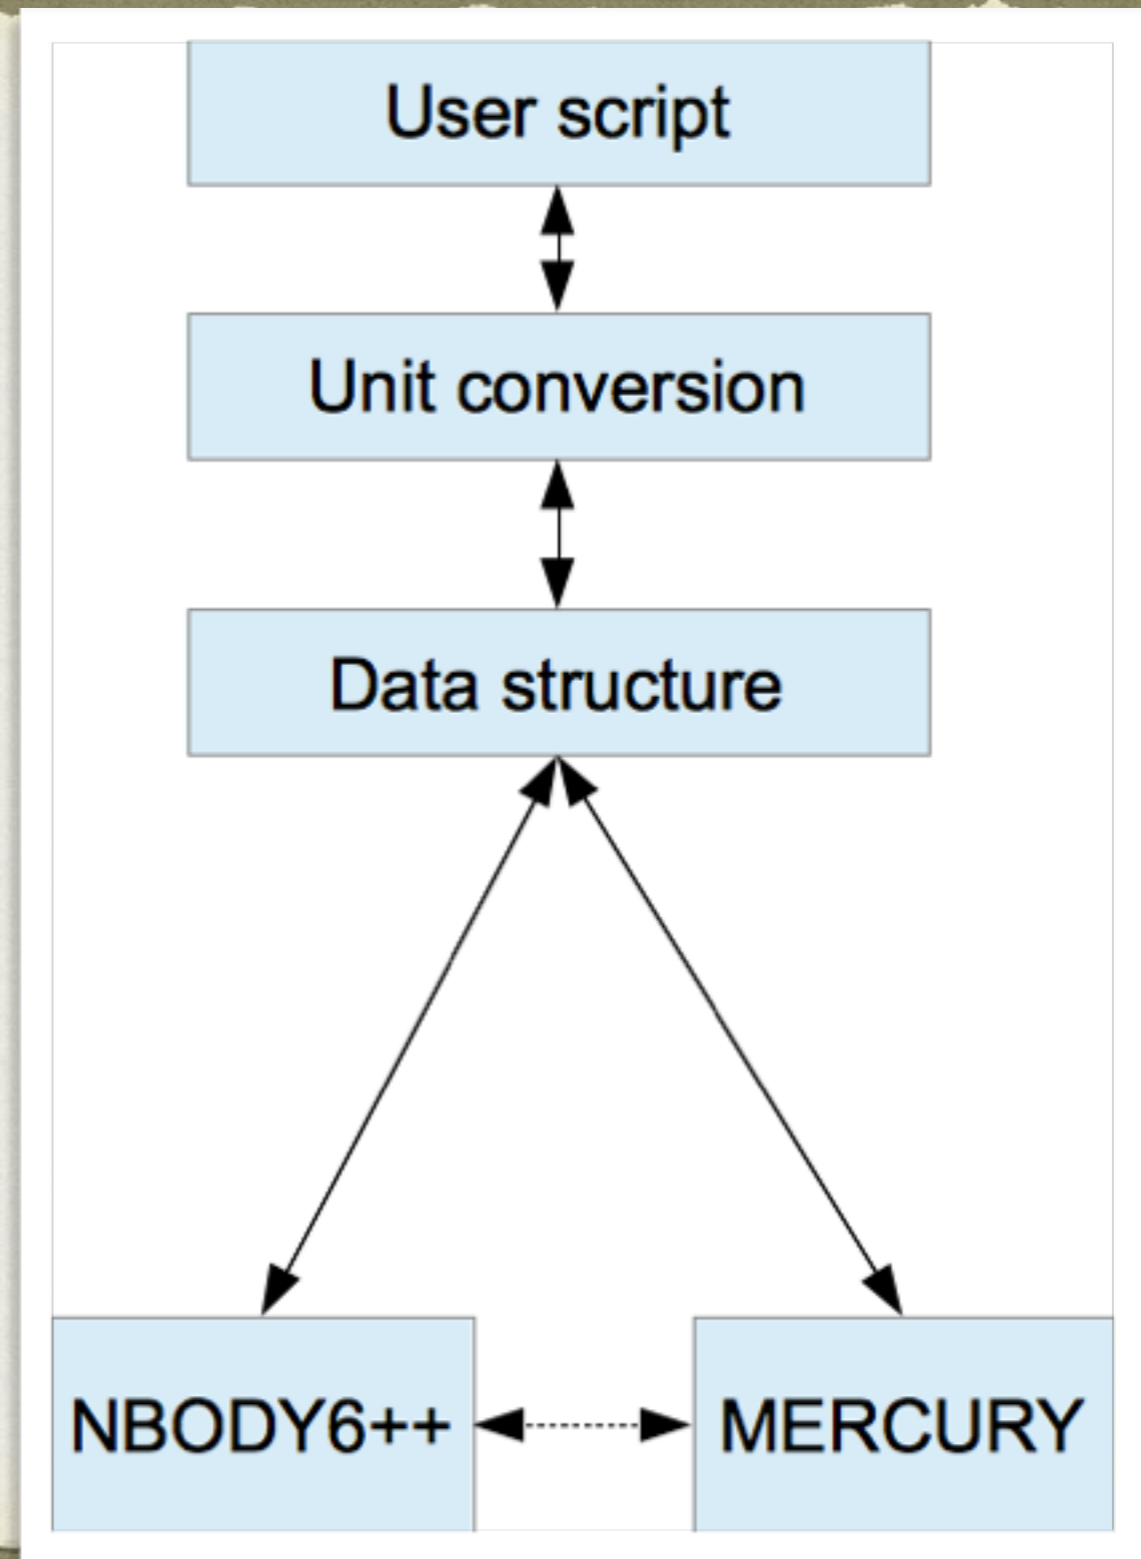 User script
Unit conversion
Data structure
NBODY6++
MERCURY